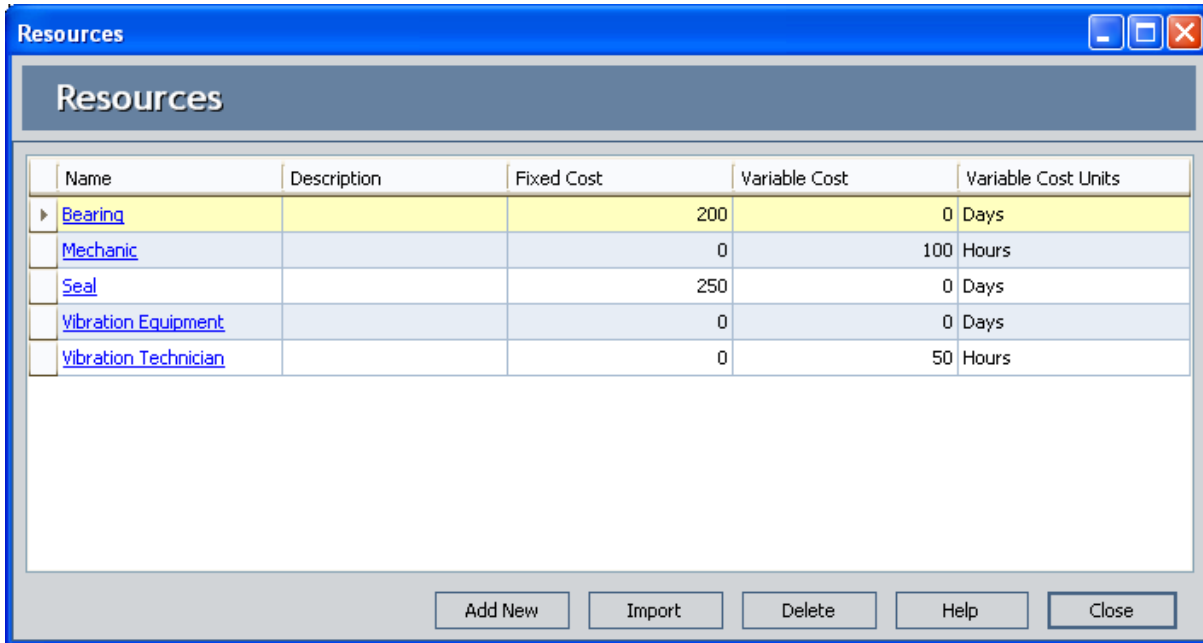 Resources
Resources
Name Description Fixed Cost Variable Cost Variable Cost Units
Bearing 200 0 Days
Mechanic 0 100 Hours
Seal 250 0 Days
Vibration Equipment 0 0 Days
Vibration Technician 0 50 Hours
Add New Import Delete Help Close